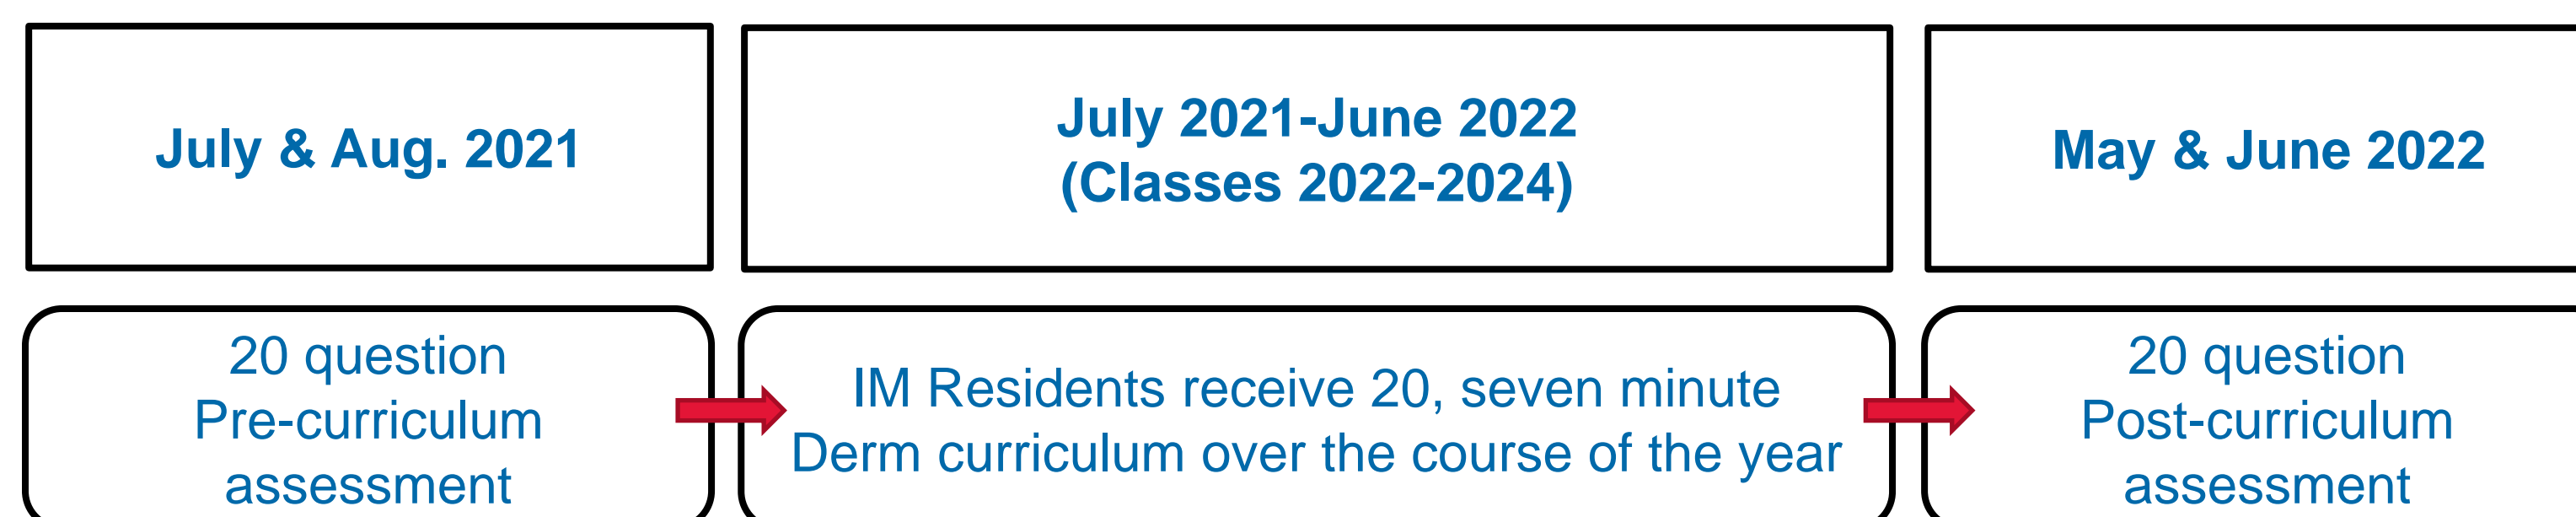 July & Aug. 2021
July 2021-June 2022
(Classes 2022-2024)
May & June 2022
20 question
Pre-curriculum
assessment
IM Residents receive 20, seven minute
Derm curriculum over the course of the year
20 question
Post-curriculum
assessment